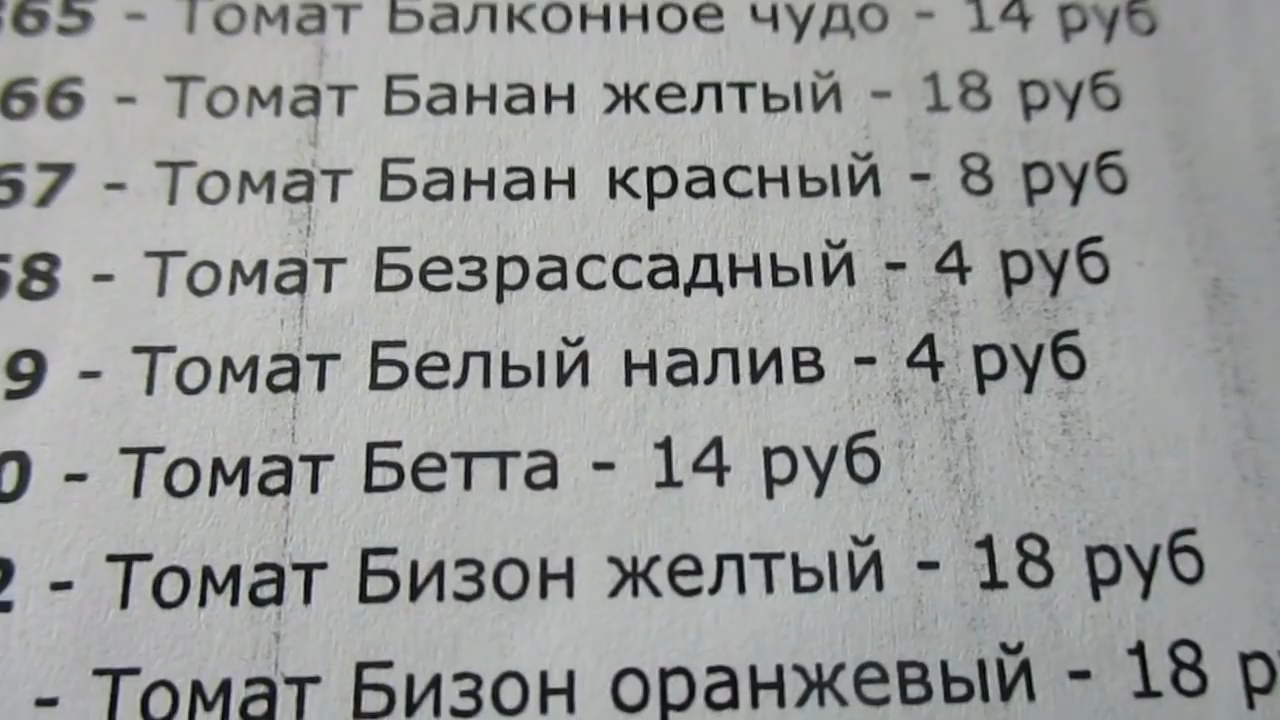 65 - Томат Балконное чудо - 14 руб
66 - Томат Банан желтый - 18 руб
67 - Томат Банан красный - 8 руб
68 - Томат Безрассадный - 4 руб
9 - Томат Белый налив - 4 руб
0 - Томат Бетта - 14 руб
2 - Томат Бизон желтый - 18 руб
- Томат Бизон оранжевый - 18 р